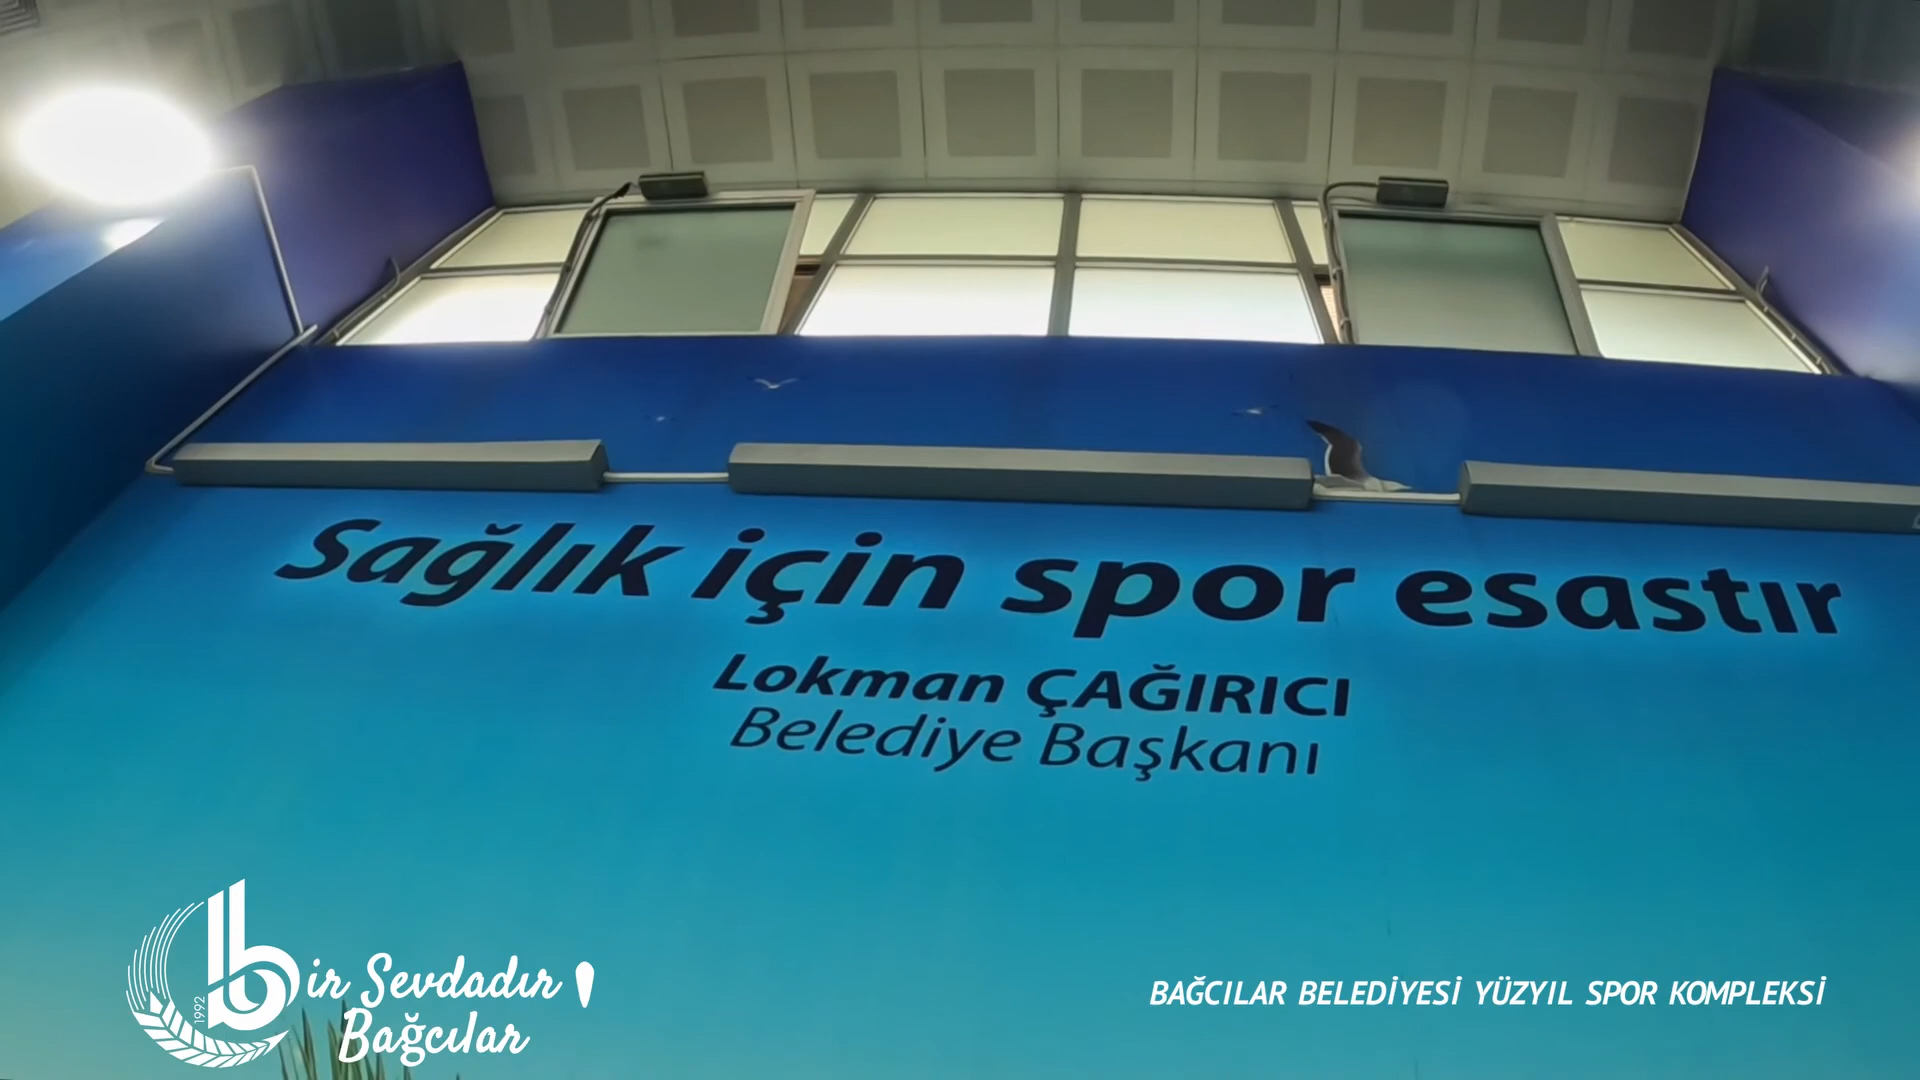 Sağlık için spor esastır
Lokman ÇAĞIRICI
Belediye Başkanı
bir Sevdadır
Bağcılar
1992
BAĞCILAR BELEDİYESİ YÜZYIL SPOR KOMPLEKSİ